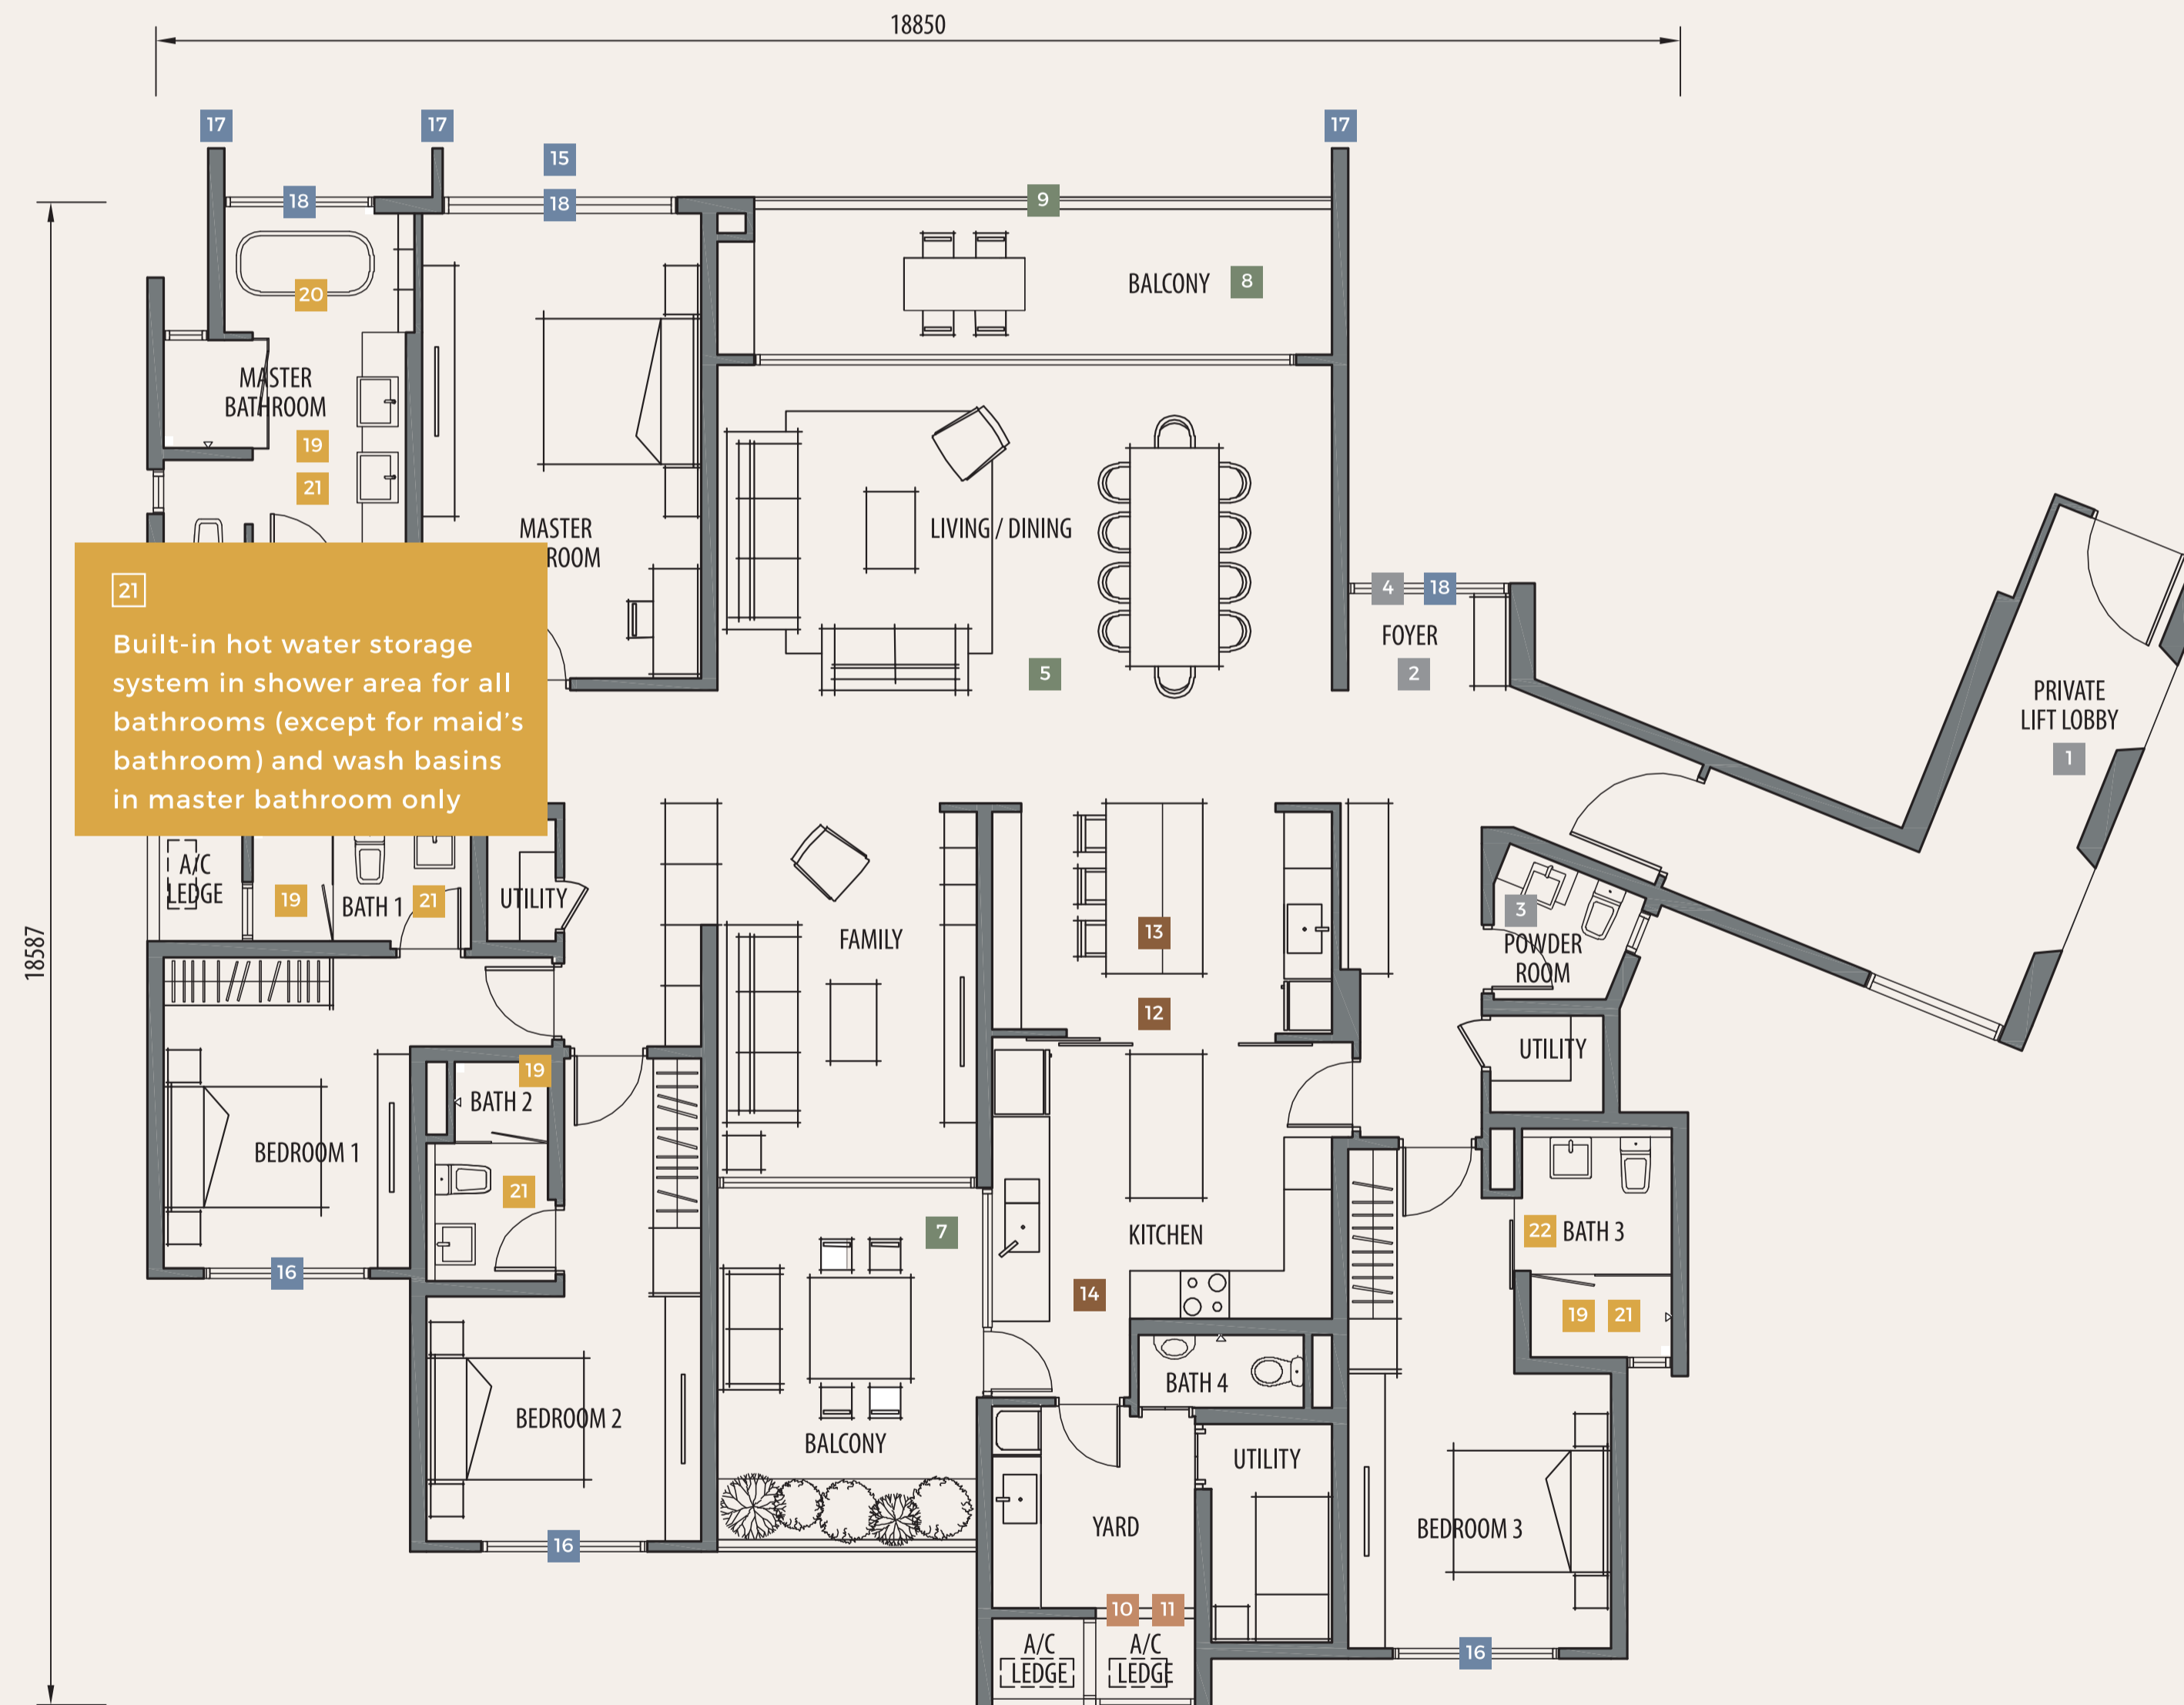 18850
17
17
17
15
18
18
9
BALCONY 8
20
MASTER
BATHROOM
19
21
MASTER
ROOM
LIVING / DINING
4 18
FOYER
2
5
PRIVATE
LIFT LOBBY
1
21
Built-in hot water storage
system in shower area for all
bathrooms (except for maid's
bathroom) and wash basins
in master bathroom only
18587
A/C
LEDGE
19
BATH 1 21
UTILITY
FAMILY
13
12
3
POWDER
ROOM
UTILITY
19
BATH 2
BEDROOM 1
21
16
7
KITCHEN
14
22 BATH 3
19 21
BATH 4
BEDROOM 2
BALCONY
UTILITY
YARD
BEDROOM 3
16
10 11
A/C
LEDGE
A/C
LEDGE
16